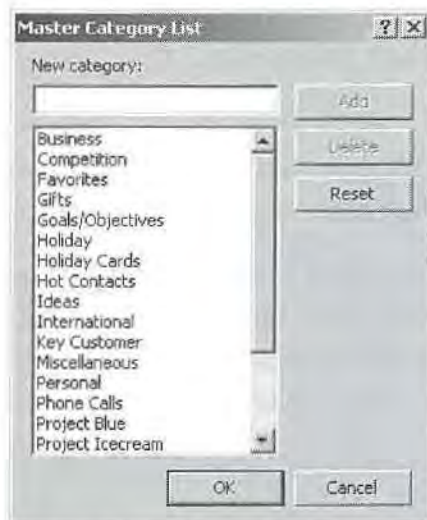 Master Category List
New category:
Add
Delete
Reset
Business
Competition
Favorites
Gifts
Goals/Objectives
Holiday
Holiday Cards
Hot Contacts
Ideas
International
Key Customer
Miscellaneous
Personal
Phone Calls
Project Blue
Project Icecream
OK
Cancel